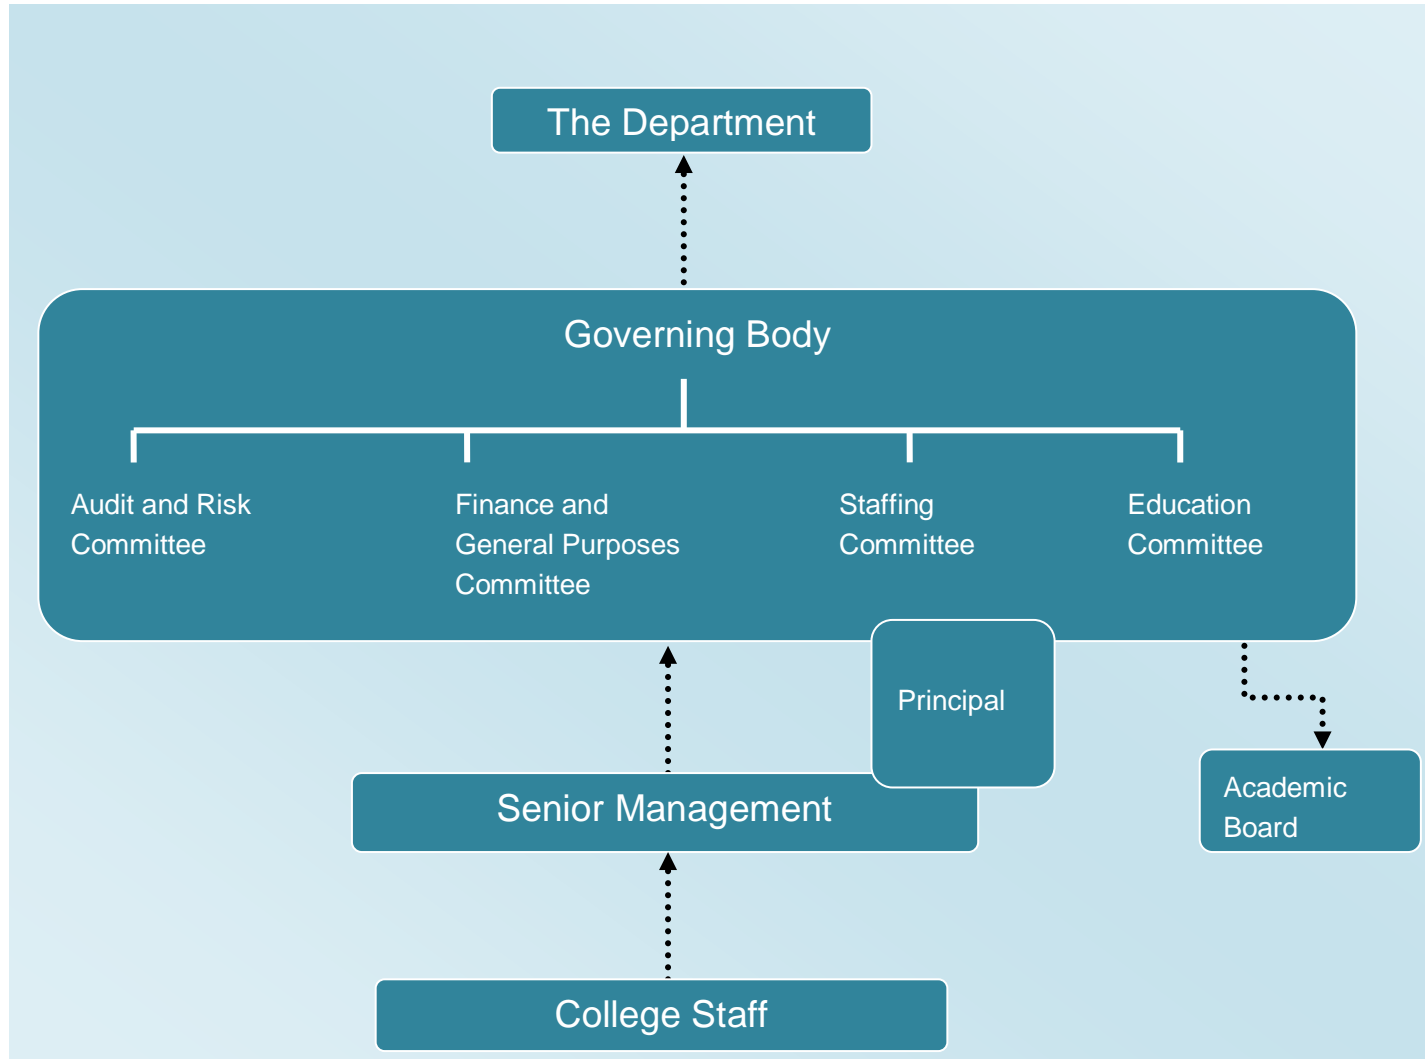 The Department
Governing Body
Audit and Risk
Committee
Finance and
General Purposes
Committee
Staffing
Committee
Education
Committee
Principal
Senior Management
Academic
Board
College Staff